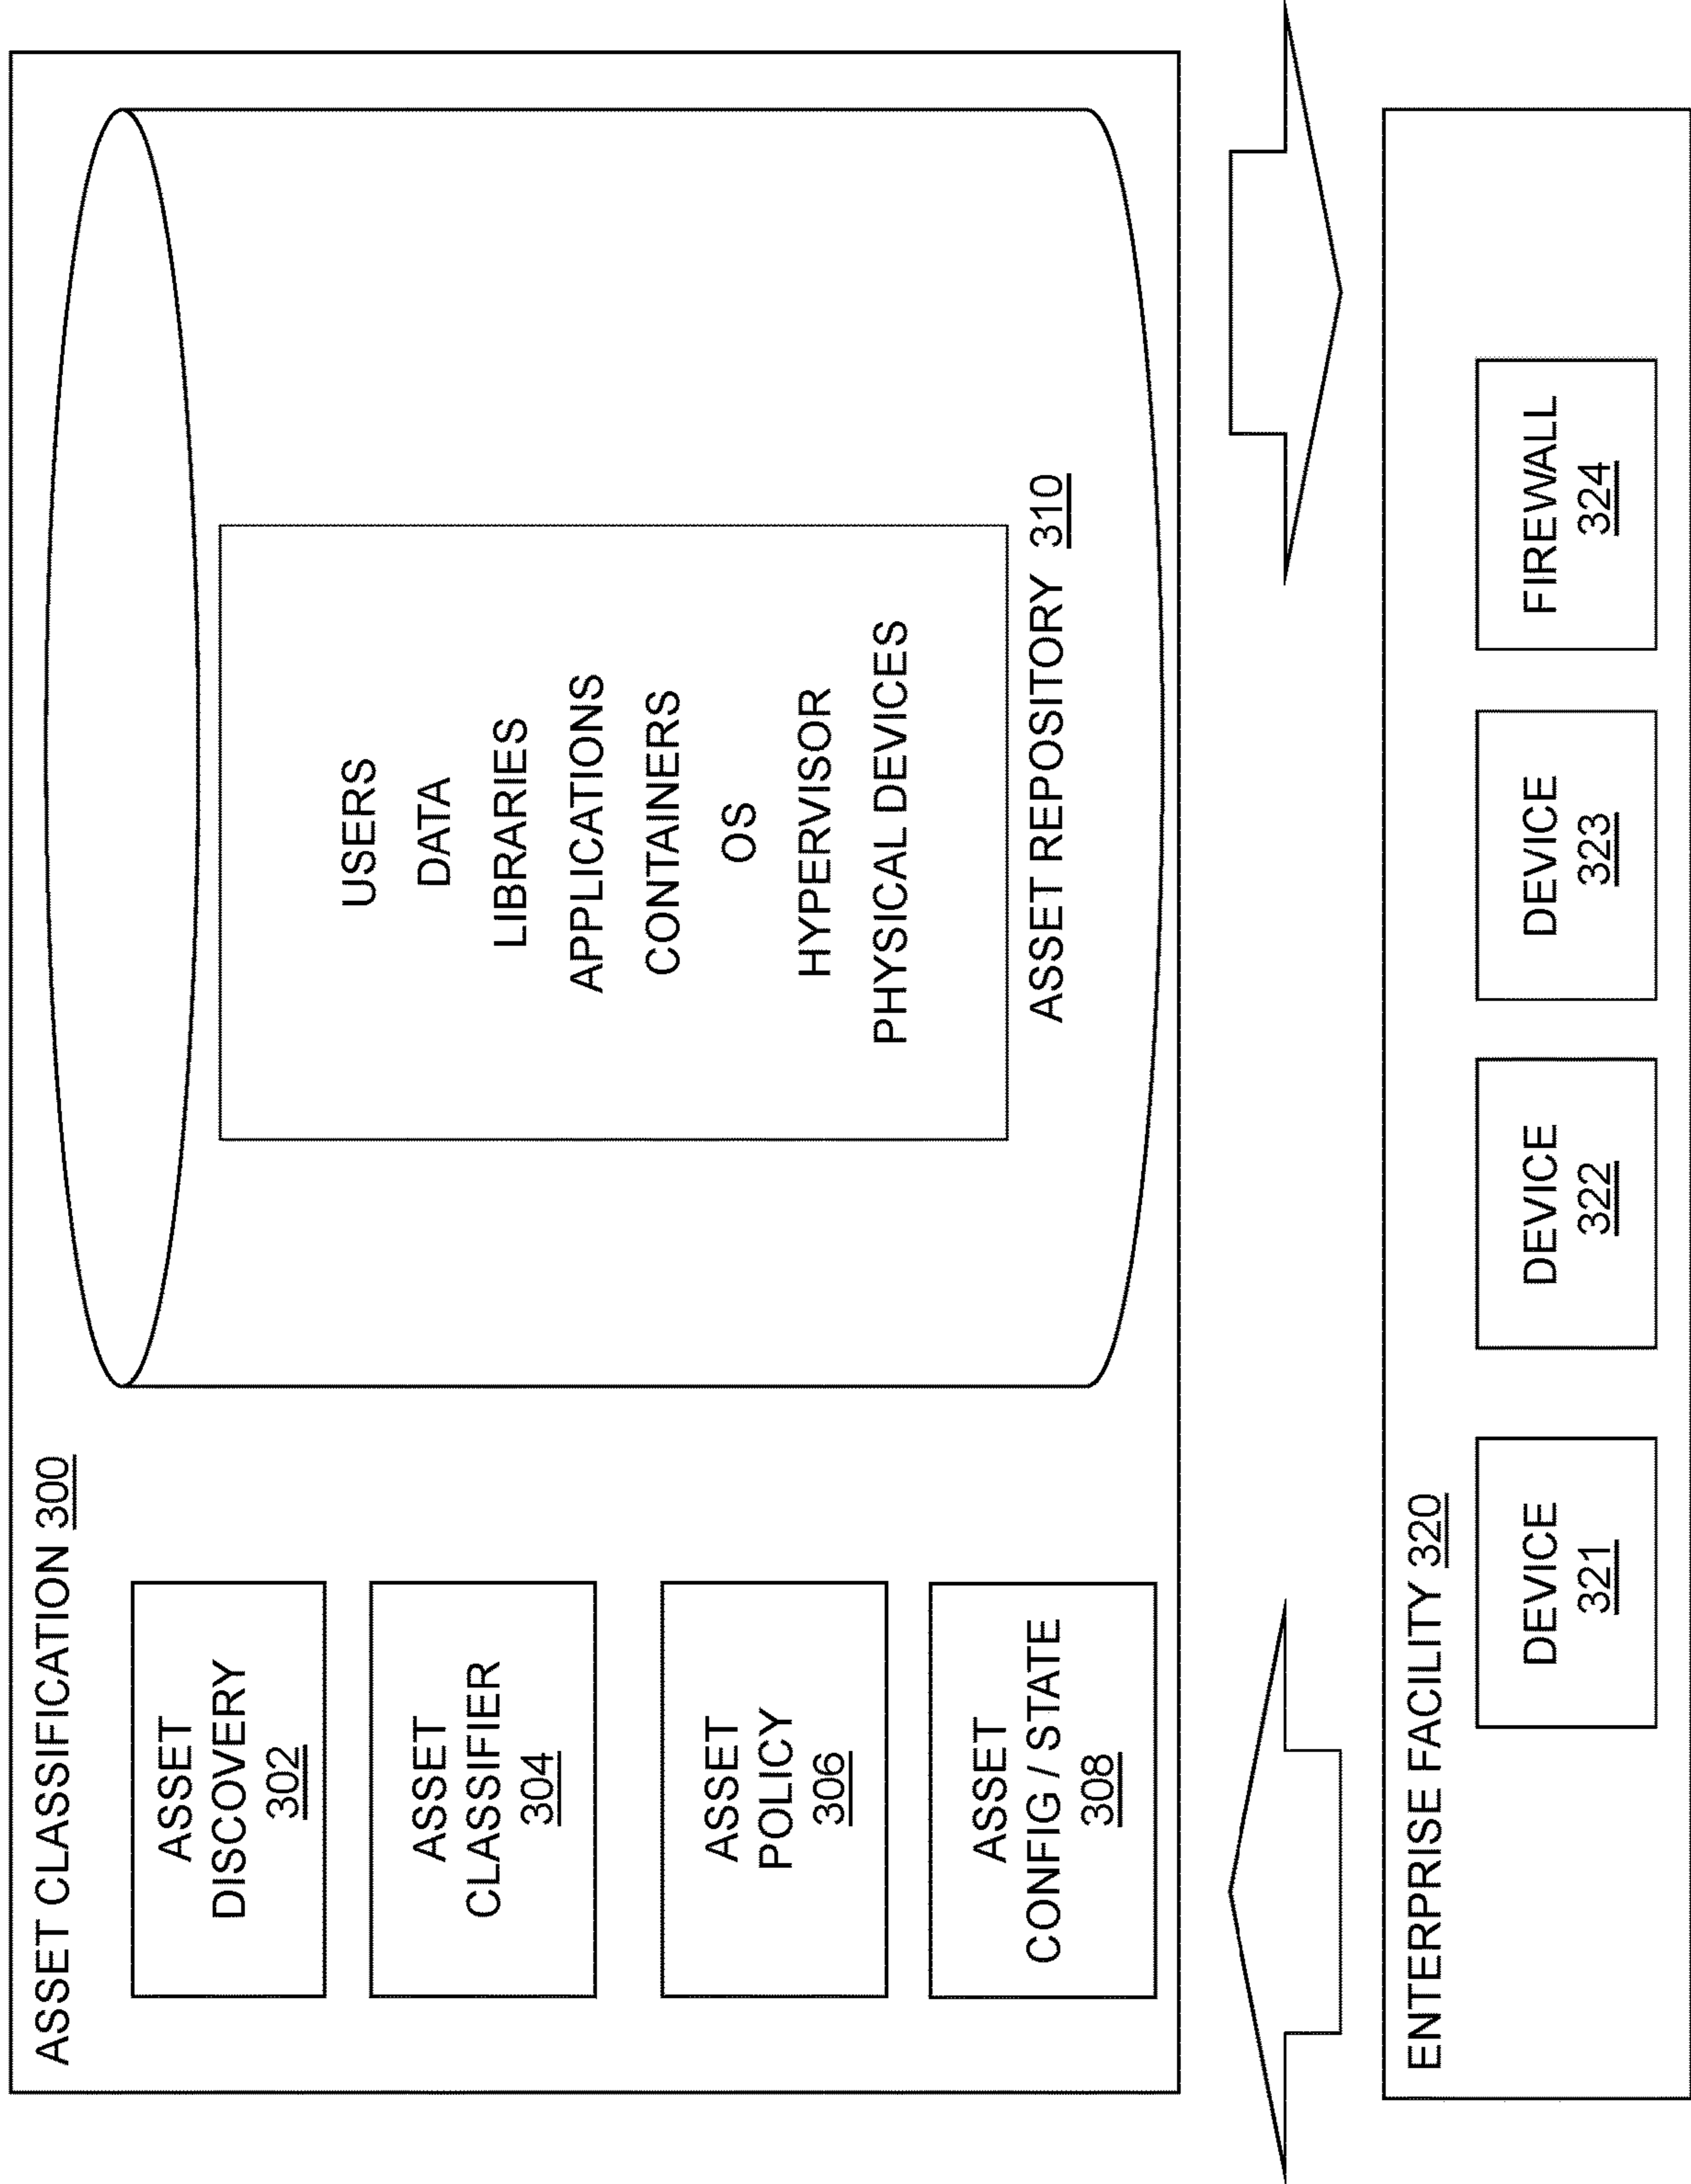 ASSET CLASSIFICATION 300
ASSET
DISCOVERY
302
ASSET
CLASSIFIER
304
ASSET
POLICY
306
ASSET
CONFIG / STATE
308
USERS
DATA
LIBRARIES
APPLICATIONS
CONTAINERS
OS
HYPERVISOR
PHYSICAL DEVICES
ASSET REPOSITORY 310
ENTERPRISE FACILITY 320
DEVICE
321
DEVICE
322
DEVICE
323
FIREWALL
324